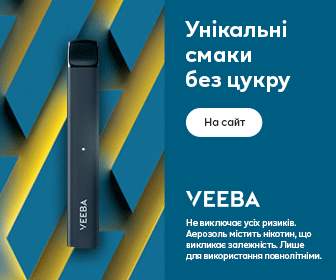 Унікальні
смаки
без цукру
На сайт
VEEBA
VEEBA
Не виключає усіх ризиків.
Аерозоль містить нікотин, що
викликає залежність. Лише
для використання повнолітніми.